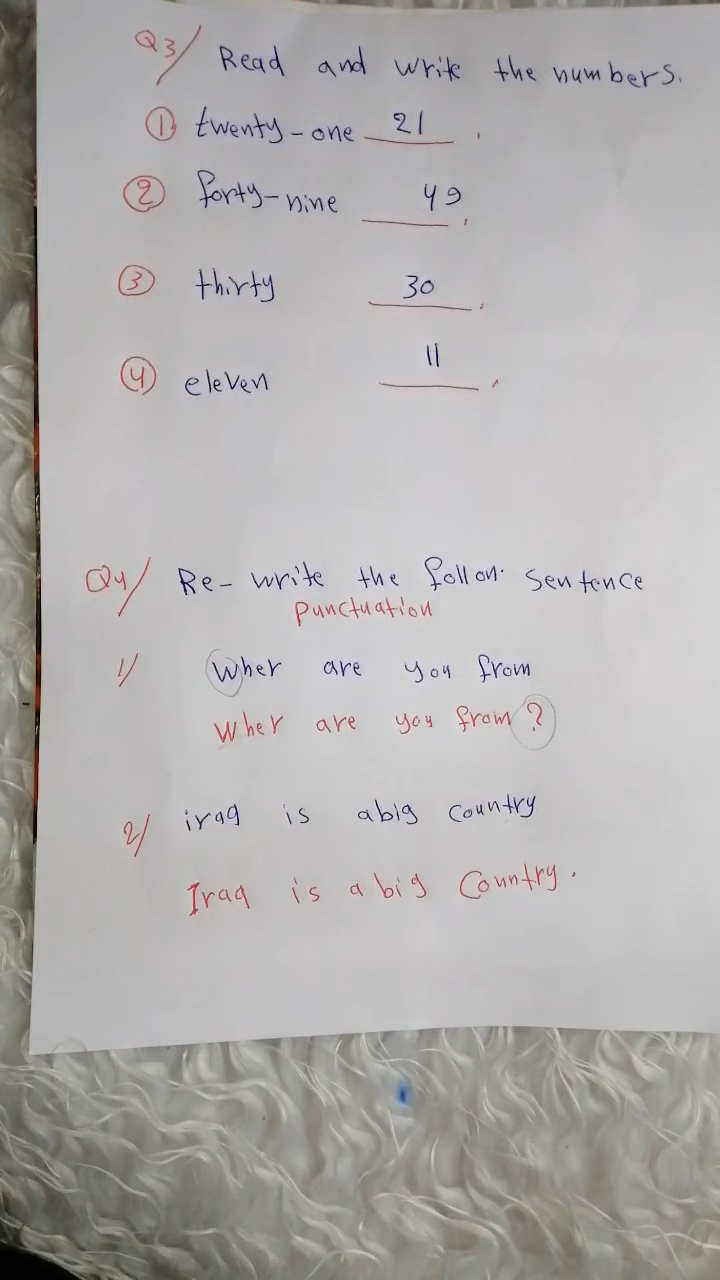 Q3/ Read and write the numbers.
① twenty-one 21 .
② forty-nine 49 .
③ thirty 30 .
④ eleven 11 .
Q4/ Re-write the follon. Sentence
Punctuation
1/ Wher are you from
Wher are you from ?
2/ iraq is abig country
Iraq is a big Country.